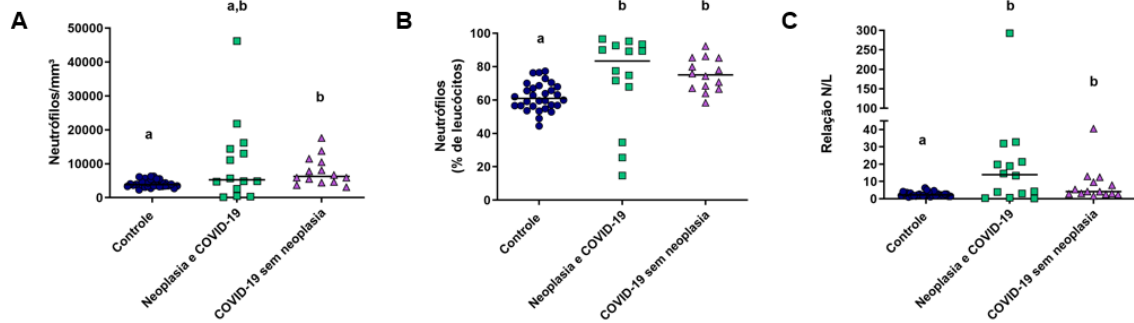 A
a,b
50000
40000
30000
20000
10000
0
Neutrófilos/mm³
a
b
Controle
Neoplasia e COVID-19
COVID-19 sem neoplasia
B
b
b
a
100
80
60
40
20
0
Neutrófilos
(% de leucócitos)
Controle
Neoplasia e COVID-19
COVID-19 sem neoplasia
C
b
300
250
200
150
100
50
40
30
20
10
0
Relação N/L
a
b
Controle
Neoplasia e COVID-19
COVID-19 sem neoplasia